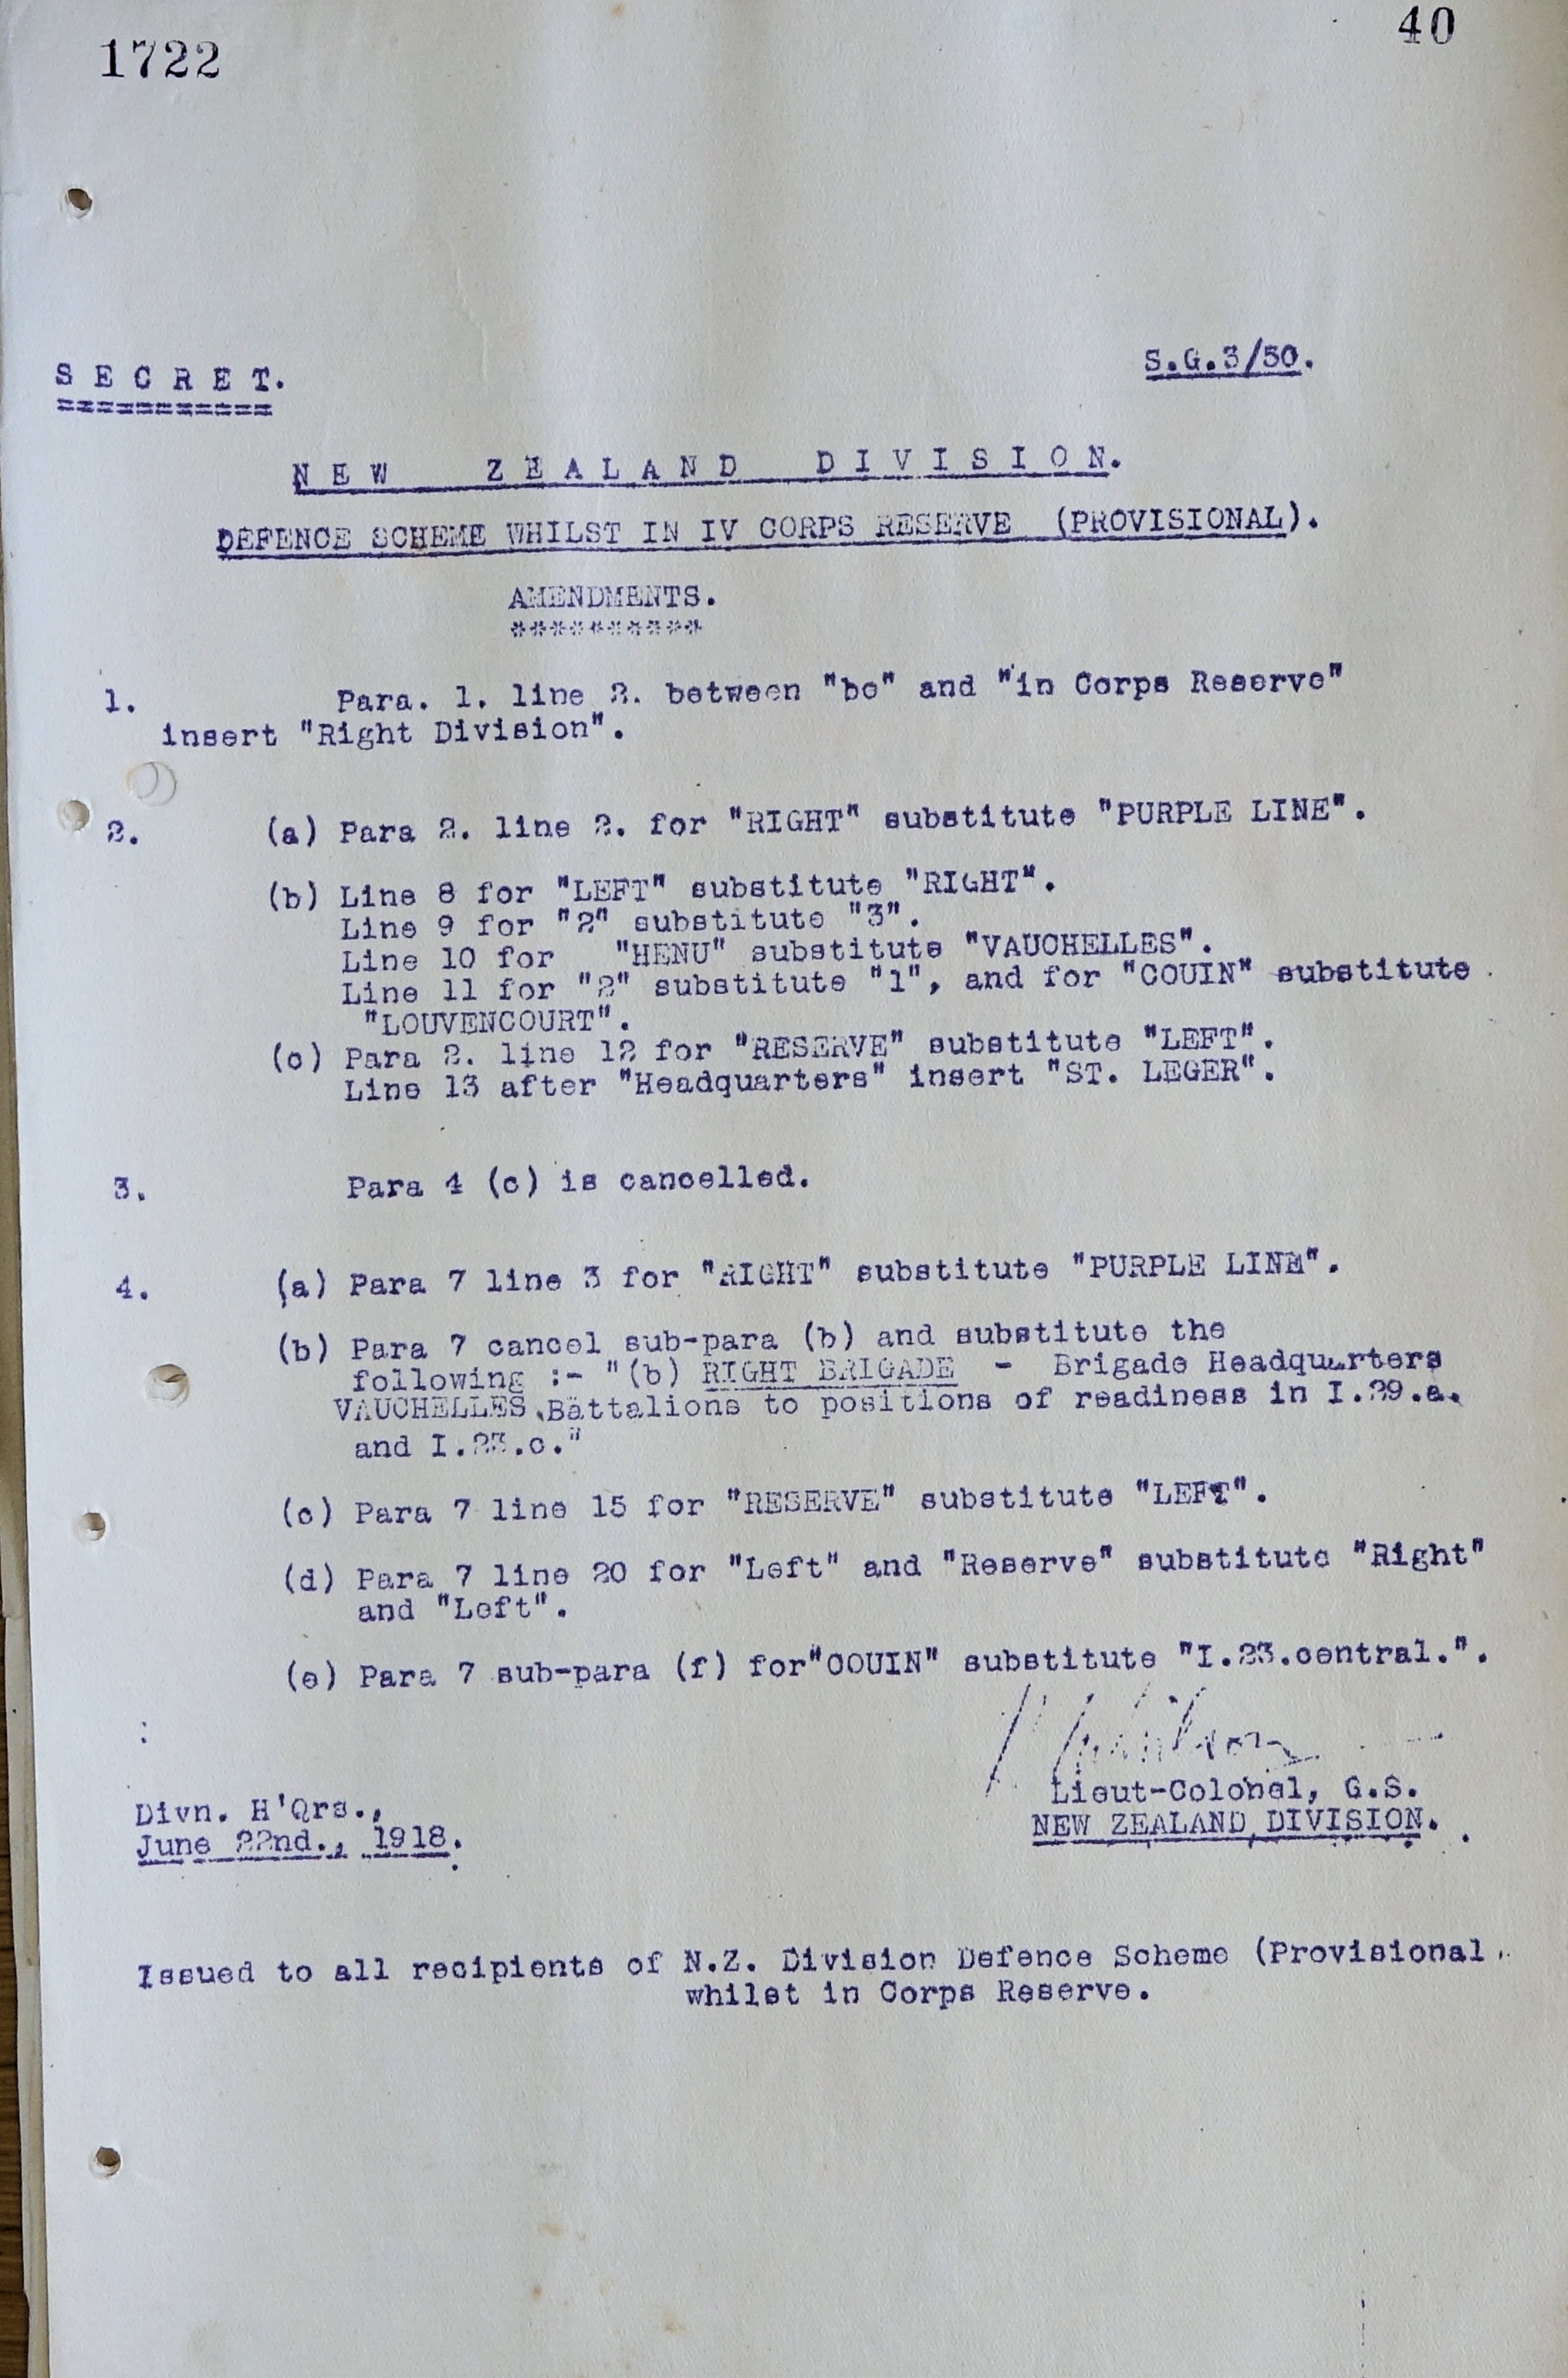 1722
40
S E C R E T.
===========
S.G.3/50.
N E W   Z E A L A N D   D I V I S I O N.
DEFENCE SCHEME WHILST IN IV CORPS RESERVE (PROVISIONAL).
AMENDMENTS.
**********
1. Para. 1. line 2. between "be" and "in Corps Reserve"
insert "Right Division".
2. (a) Para 2. line 2. for "RIGHT" substitute "PURPLE LINE".
(b) Line 8 for "LEFT" substitute "RIGHT".
Line 9 for "2" substitute "3".
Line 10 for "HENU" substitute "VAUCHELLES".
Line 11 for "2" substitute "1", and for "COUIN" substitute
"LOUVENCOURT".
(c) Para 2. line 12 for "RESERVE" substitute "LEFT".
Line 13 after "Headquarters" insert "ST. LEGER".
3. Para 4 (c) is cancelled.
4. (a) Para 7 line 3 for "RIGHT" substitute "PURPLE LINE".
(b) Para 7 cancel sub-para (b) and substitute the
following :- "(b) RIGHT BRIGADE - Brigade Headquarters
VAUCHELLES. Battalions to positions of readiness in I.29.a.
and I.23.c."
(c) Para 7 line 15 for "RESERVE" substitute "LEFT".
(d) Para 7 line 20 for "Left" and "Reserve" substitute "Right"
and "Left".
(e) Para 7 sub-para (f) for"COUIN" substitute "I.23.central.".
Lieut-Colonel, G.S.
NEW ZEALAND DIVISION.
Divn. H'Qrs.,
June 22nd., 1918.
Issued to all recipients of N.Z. Division Defence Scheme (Provisional
whilst in Corps Reserve.